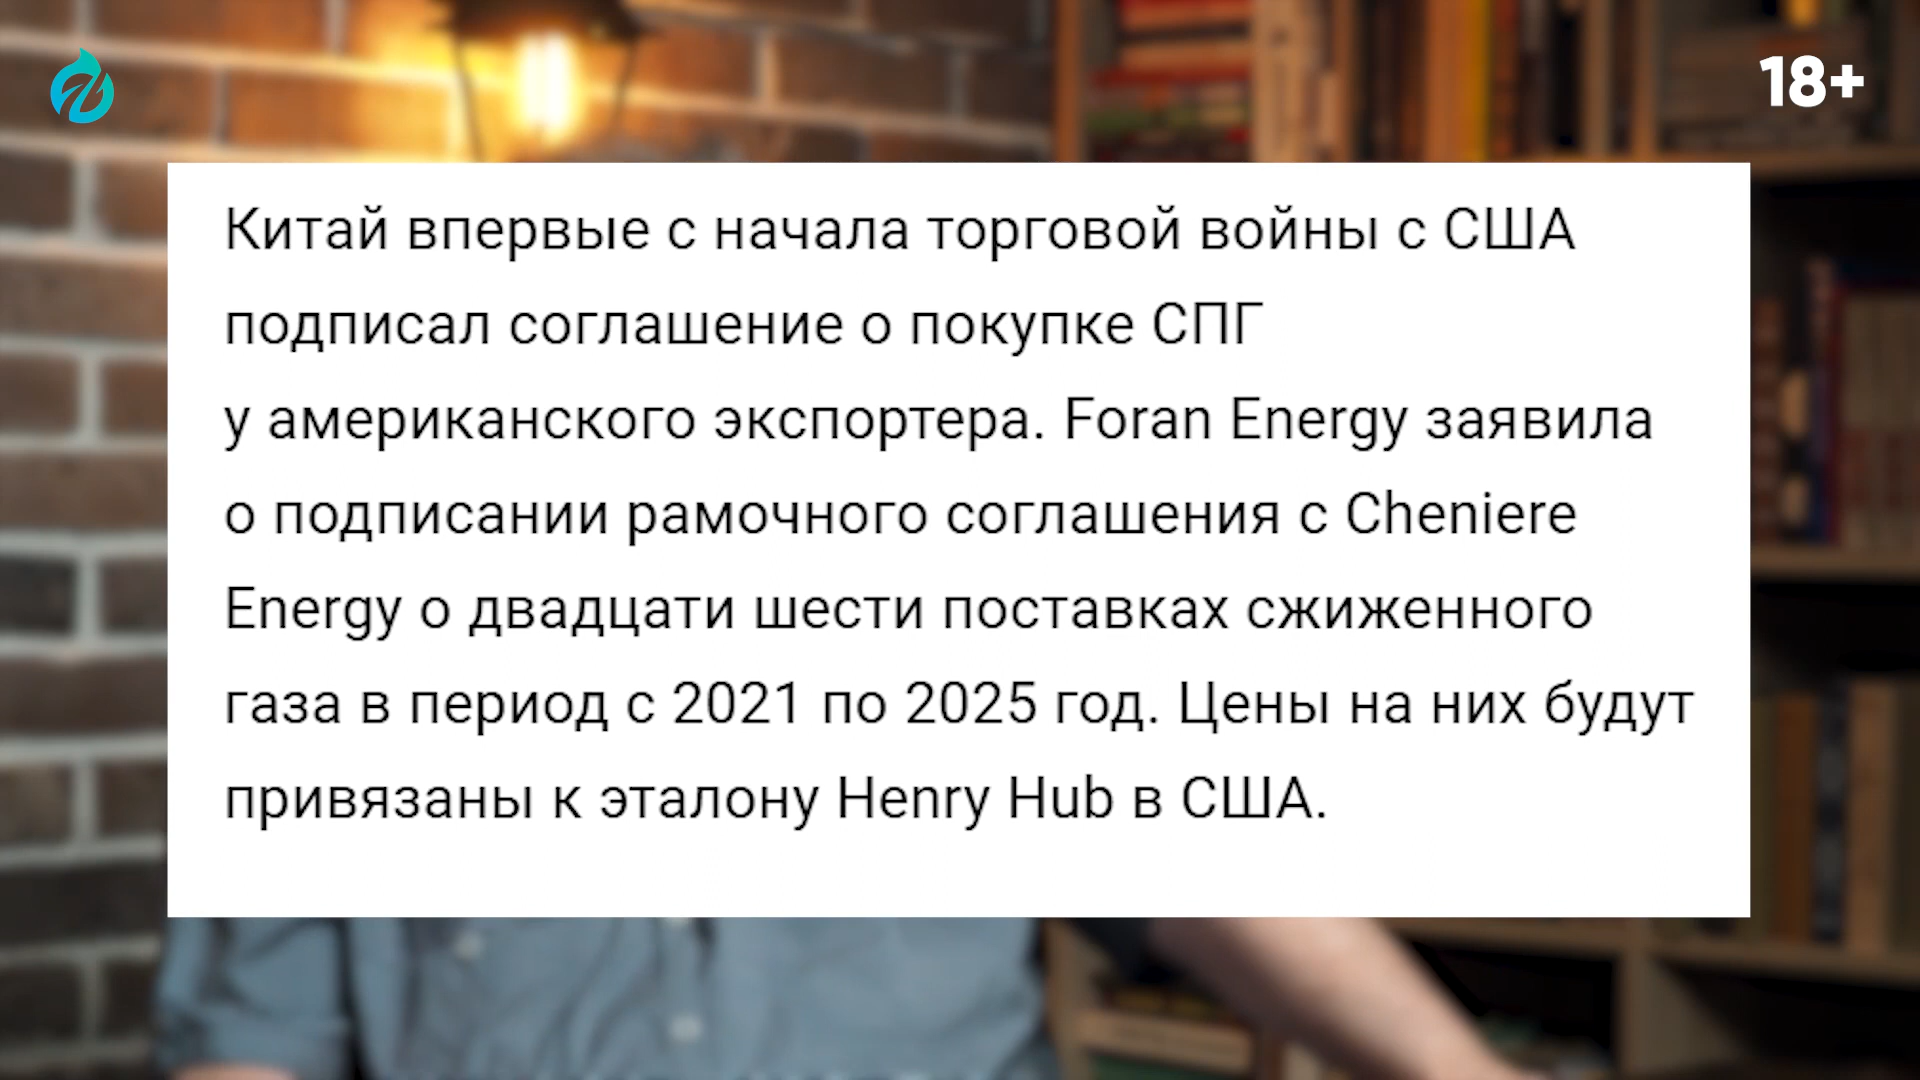 18+
Китай впервые с начала торговой войны с США
подписал соглашение о покупке СПГ
у американского экспортера. Foran Energy заявила
о подписании рамочного соглашения с Cheniere
Energy о двадцати шести поставках сжиженного
газа в период с 2021 по 2025 год. Цены на них будут
привязаны к эталону Henry Hub в США.